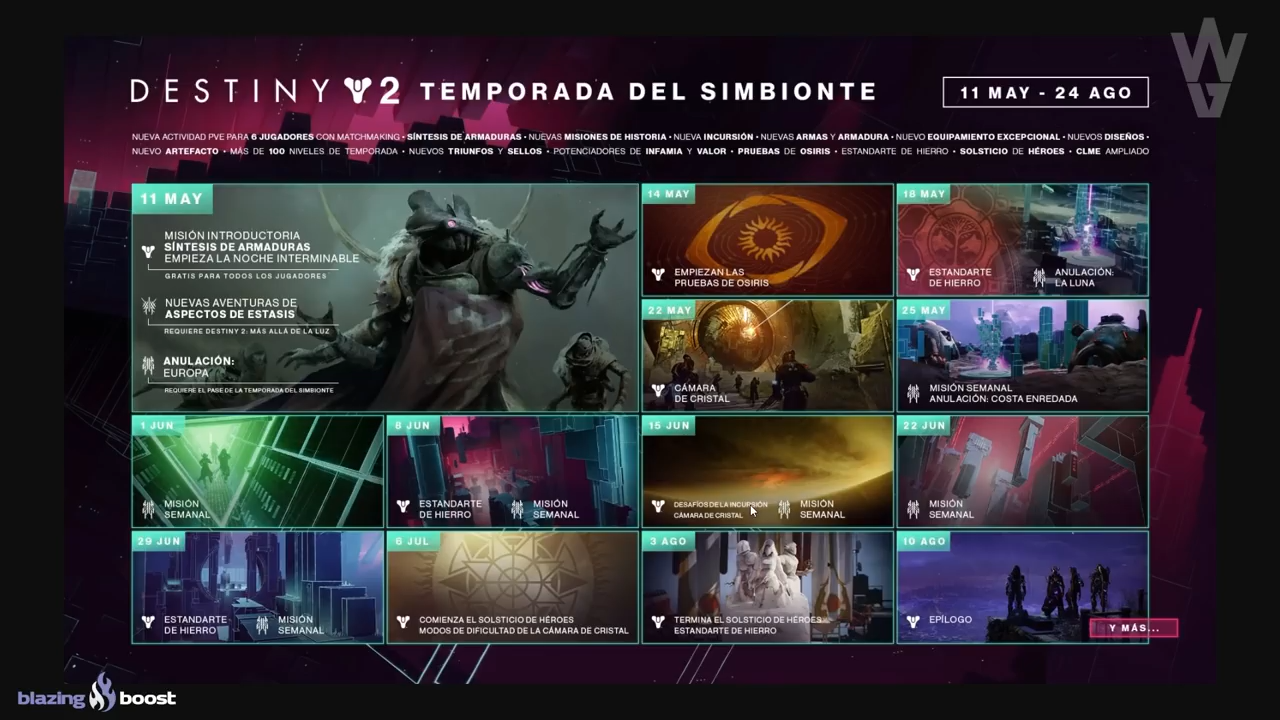 DESTINY 2 TEMPORADA DEL SIMBIONTE
11 MAY - 24 AGO
NUEVA ACTIVIDAD PVE PARA 6 JUGADORES CON MATCHMAKING • SÍNTESIS DE ARMADURAS • NUEVAS MISIONES DE HISTORIA • NUEVA INCURSIÓN • NUEVAS ARMAS Y ARMADURA • NUEVO EQUIPAMIENTO EXCEPCIONAL • NUEVOS DISEÑOS •
NUEVO ARTEFACTO • MÁS DE 100 NIVELES DE TEMPORADA • NUEVOS TRIUNFOS Y SELLOS • POTENCIADORES DE INFAMIA Y VALOR • PRUEBAS DE OSIRIS • ESTANDARTE DE HIERRO • SOLSTICIO DE HÉROES • CLME AMPLIADO
11 MAY
MISIÓN INTRODUCTORIA
SÍNTESIS DE ARMADURAS
EMPIEZA LA NOCHE INTERMINABLE
GRATIS PARA TODOS LOS JUGADORES
NUEVAS AVENTURAS DE
ASPECTOS DE ESTASIS
REQUIERE DESTINY 2: MÁS ALLÁ DE LA LUZ
ANULACIÓN:
EUROPA
REQUIERE EL PASE DE LA TEMPORADA DEL SIMBIONTE
14 MAY
EMPIEZAN LAS
PRUEBAS DE OSIRIS
18 MAY
ESTANDARTE
DE HIERRO
ANULACIÓN:
LA LUNA
22 MAY
CÁMARA
DE CRISTAL
25 MAY
MISIÓN SEMANAL
ANULACIÓN: COSTA ENREDADA
1 JUN
MISIÓN
SEMANAL
8 JUN
ESTANDARTE
DE HIERRO
MISIÓN
SEMANAL
15 JUN
DESAFÍOS DE LA INCURSIÓN
CÁMARA DE CRISTAL
MISIÓN
SEMANAL
22 JUN
MISIÓN
SEMANAL
29 JUN
ESTANDARTE
DE HIERRO
MISIÓN
SEMANAL
6 JUL
COMIENZA EL SOLSTICIO DE HÉROES
MODOS DE DIFICULTAD DE LA CÁMARA DE CRISTAL
3 AGO
TERMINA EL SOLSTICIO DE HÉROES
ESTANDARTE DE HIERRO
10 AGO
EPÍLOGO
Y MÁS...
blazing boost
WG